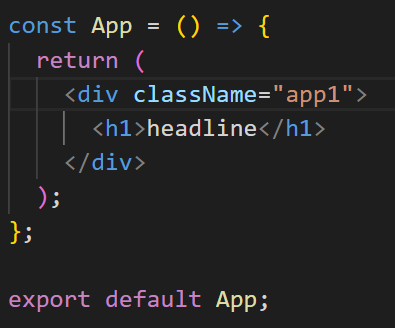 const App = () => {
  return (
    <div className="app1">
      <h1>headline</h1>
    </div>
  );
};

export default App;